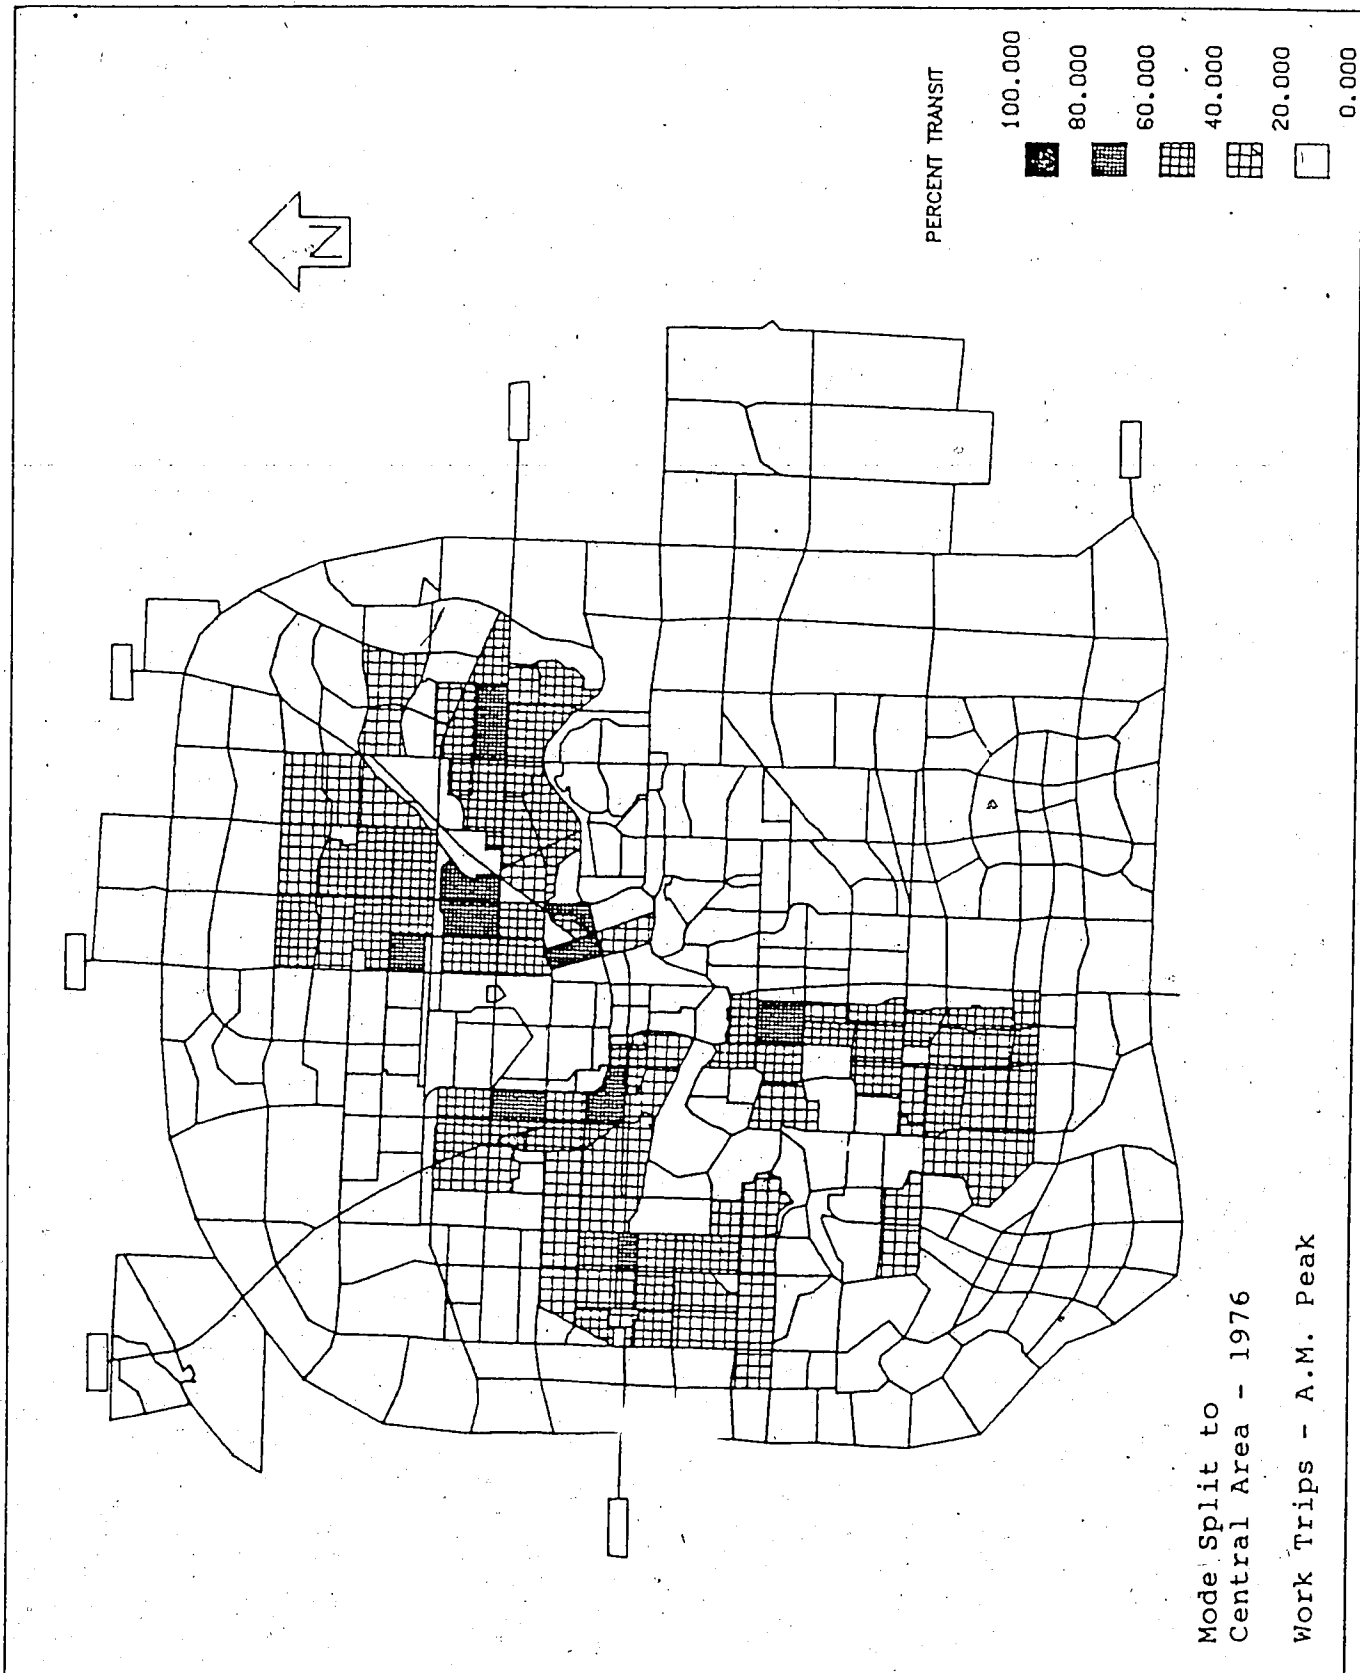 N
PERCENT TRANSIT
100.000
80.000
60.000
40.000
20.000
0.000
Mode Split to
Central Area - 1976
Work Trips - A.M. Peak